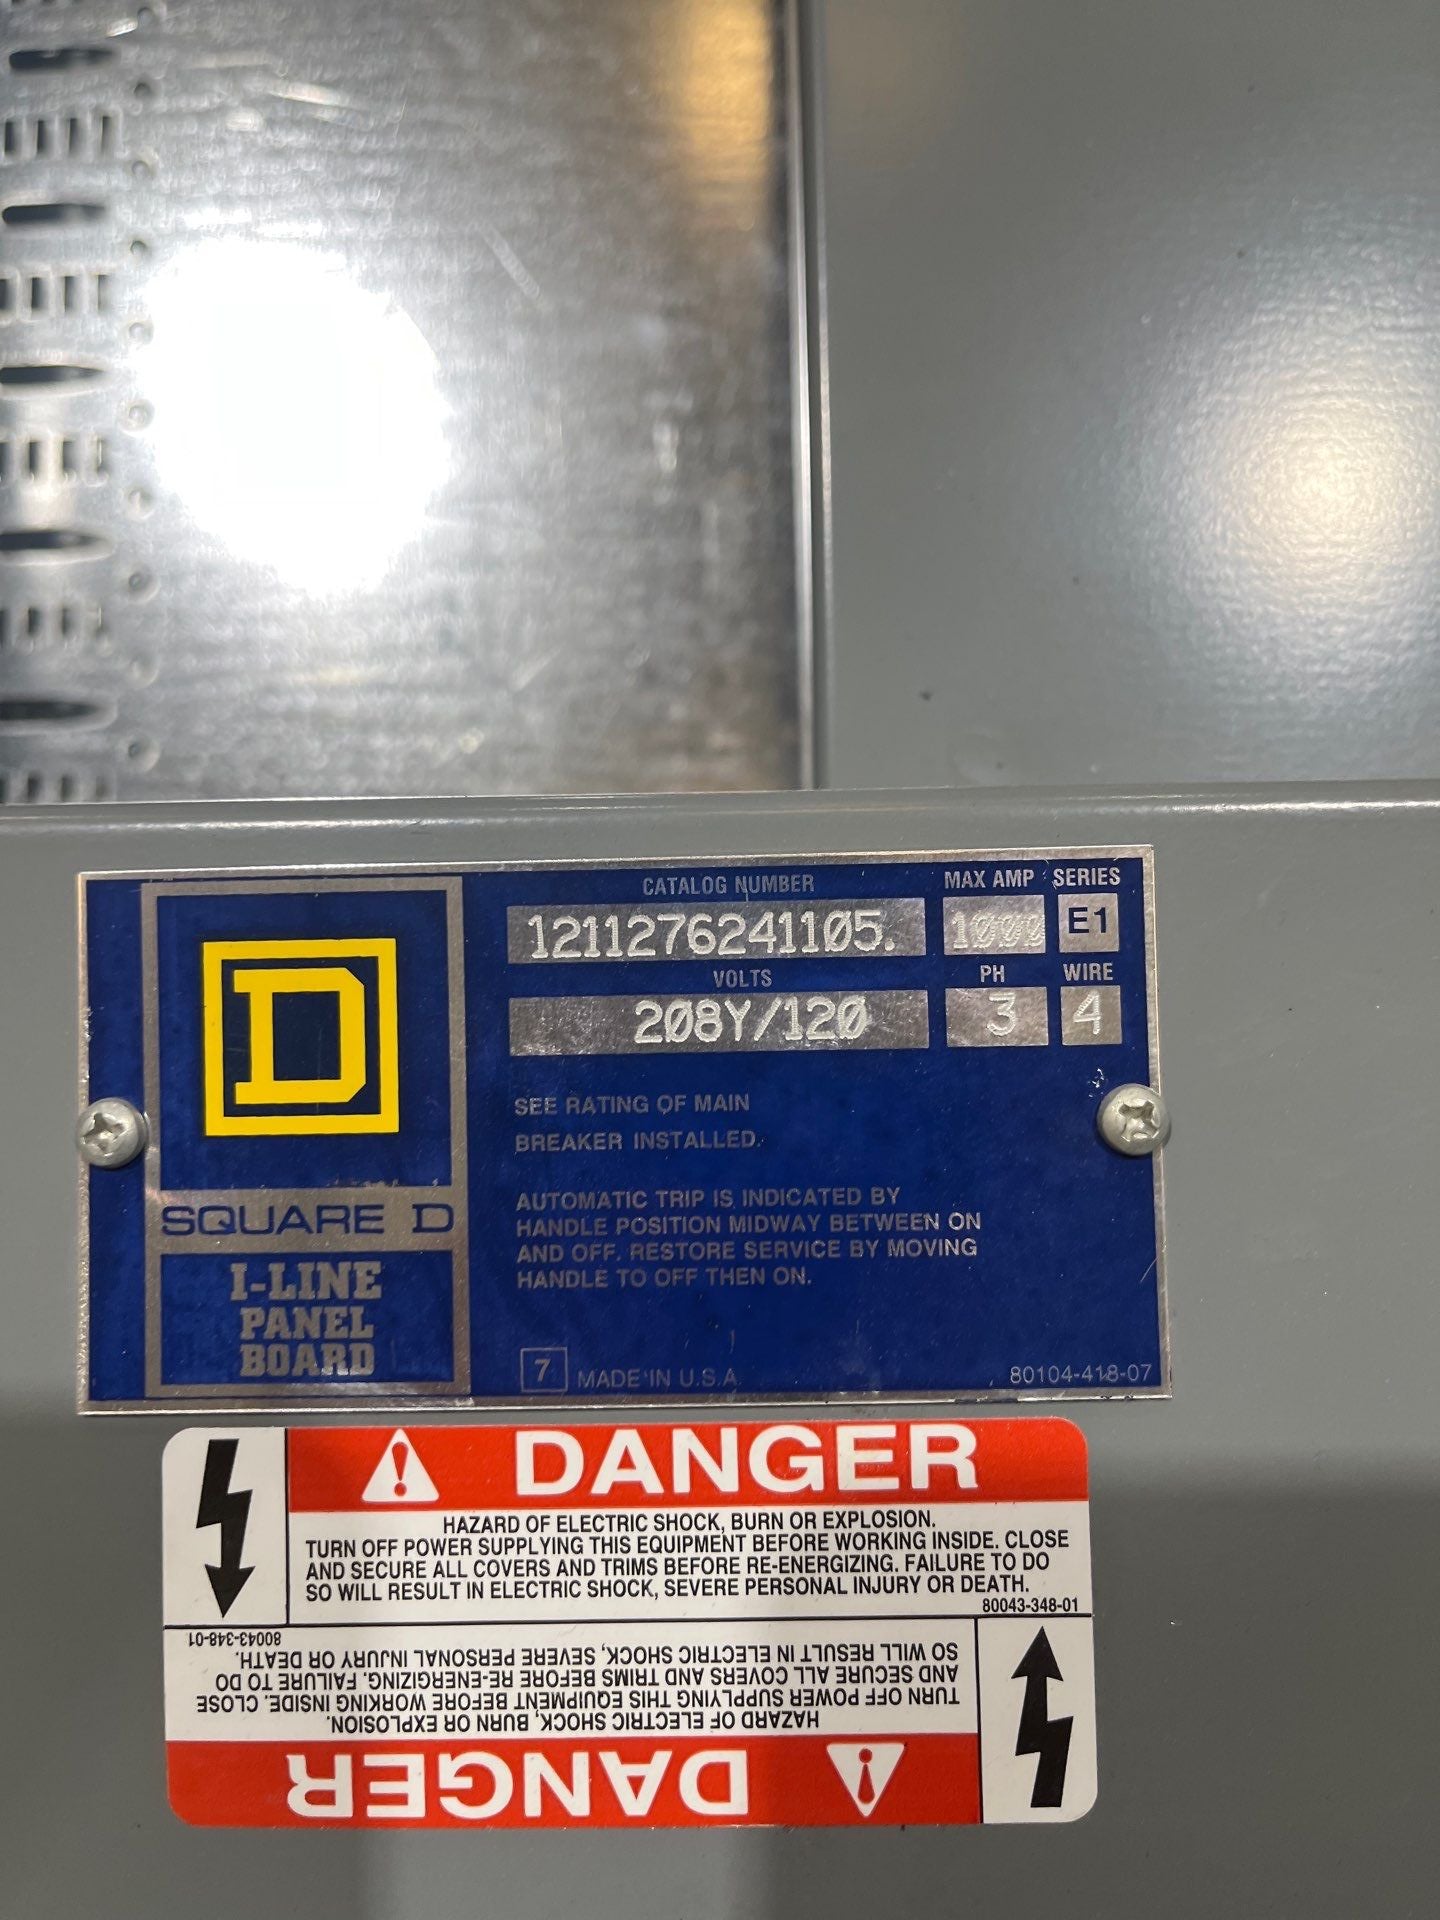 CATALOG NUMBER MAX AMP SERIES
1211276241105. 1000 E1
VOLTS PH WIRE
208Y/120 3 4
SEE RATING OF MAIN
BREAKER INSTALLED.
AUTOMATIC TRIP IS INDICATED BY
HANDLE POSITION MIDWAY BETWEEN ON
AND OFF. RESTORE SERVICE BY MOVING
HANDLE TO OFF THEN ON.
D
SQUARE D
I-LINE
PANEL
BOARD
7 MADE IN U.S.A. 80104-418-07
DANGER
HAZARD OF ELECTRIC SHOCK, BURN OR EXPLOSION.
TURN OFF POWER SUPPLYING THIS EQUIPMENT BEFORE WORKING INSIDE. CLOSE
AND SECURE ALL COVERS AND TRIMS BEFORE RE-ENERGIZING. FAILURE TO DO
SO WILL RESULT IN ELECTRIC SHOCK, SEVERE PERSONAL INJURY OR DEATH.
80043-348-01
DANGER
HAZARD OF ELECTRIC SHOCK, BURN OR EXPLOSION.
TURN OFF POWER SUPPLYING THIS EQUIPMENT BEFORE WORKING INSIDE. CLOSE
AND SECURE ALL COVERS AND TRIMS BEFORE RE-ENERGIZING. FAILURE TO DO
SO WILL RESULT IN ELECTRIC SHOCK, SEVERE PERSONAL INJURY OR DEATH.
80043-348-01